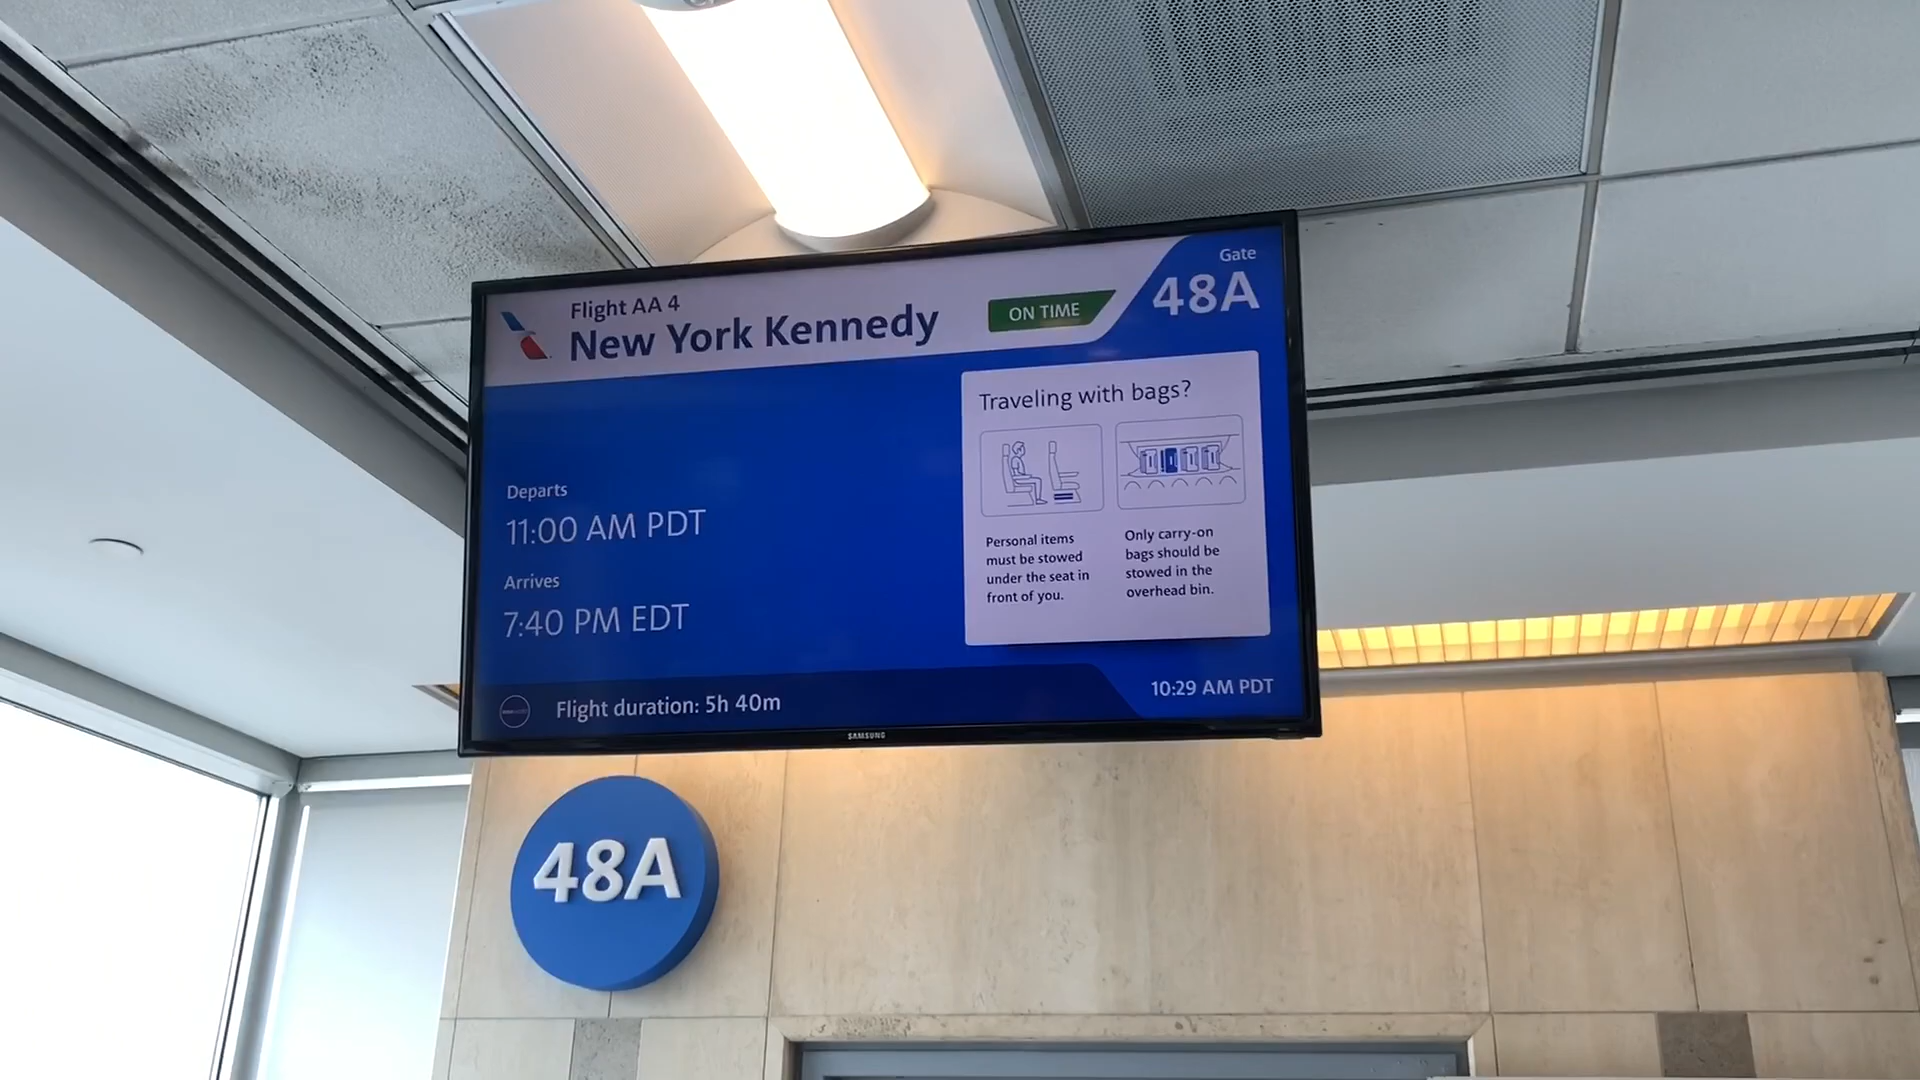 Flight AA 4
New York Kennedy
ON TIME
Gate
48A
Traveling with bags?
Personal items
must be stowed
under the seat in
front of you.
Only carry-on
bags should be
stowed in the
overhead bin.
Departs
11:00 AM PDT
Arrives
7:40 PM EDT
Flight duration: 5h 40m
10:29 AM PDT
SAMSUNG
48A